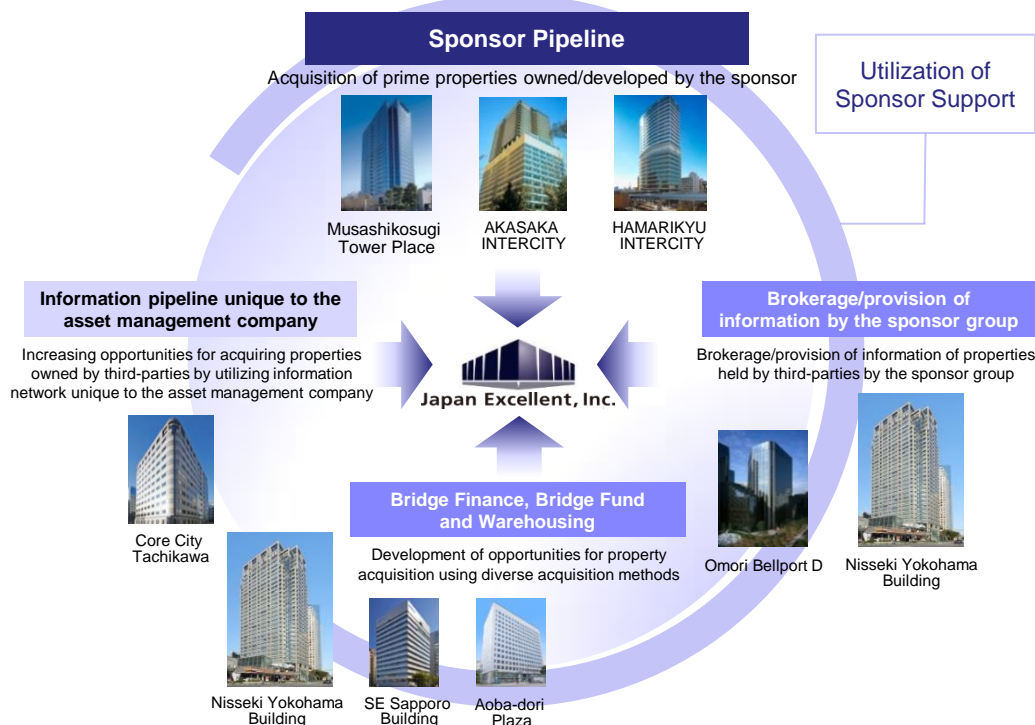 Sponsor Pipeline
Acquisition of prime properties owned/developed by the sponsor
Utilization of
Sponsor Support
Musashikosugi
Tower Place
AKASAKA
INTERCITY
HAMARIKYU
INTERCITY
Information pipeline unique to the
asset management company
Increasing opportunities for acquiring properties
owned by third-parties by utilizing information
network unique to the asset management company
Core City
Tachikawa
Japan Excellent, Inc.
Brokerage/provision of
information by the sponsor group
Brokerage/provision of information of properties
held by third-parties by the sponsor group
Omori Bellport D
Nisseki Yokohama
Building
Bridge Finance, Bridge Fund
and Warehousing
Development of opportunities for property
acquisition using diverse acquisition methods
Nisseki Yokohama
Building
SE Sapporo
Building
Aoba-dori
Plaza